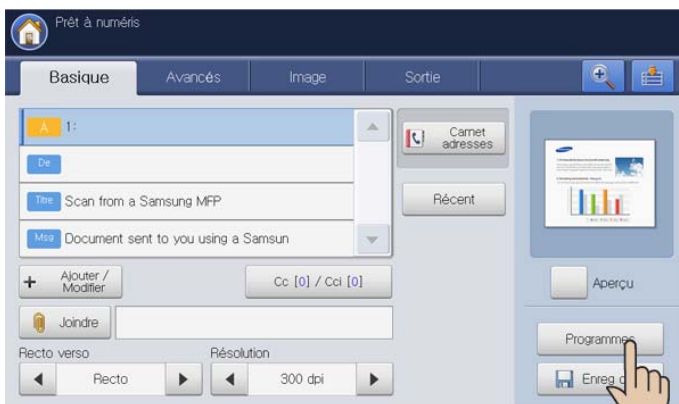 Prêt à numéris
Basique
Avancés
Image
Sortie
A 1:
De
Titre Scan from a Samsung MFP
Msg Document sent to you using a Samsun
Carnet
adresses
Récent
Ajouter /
Modifier
Cc [0] / Cci [0]
Joindre
Recto verso
Résolution
Recto
300 dpi
Aperçu
Programmes
Enreg